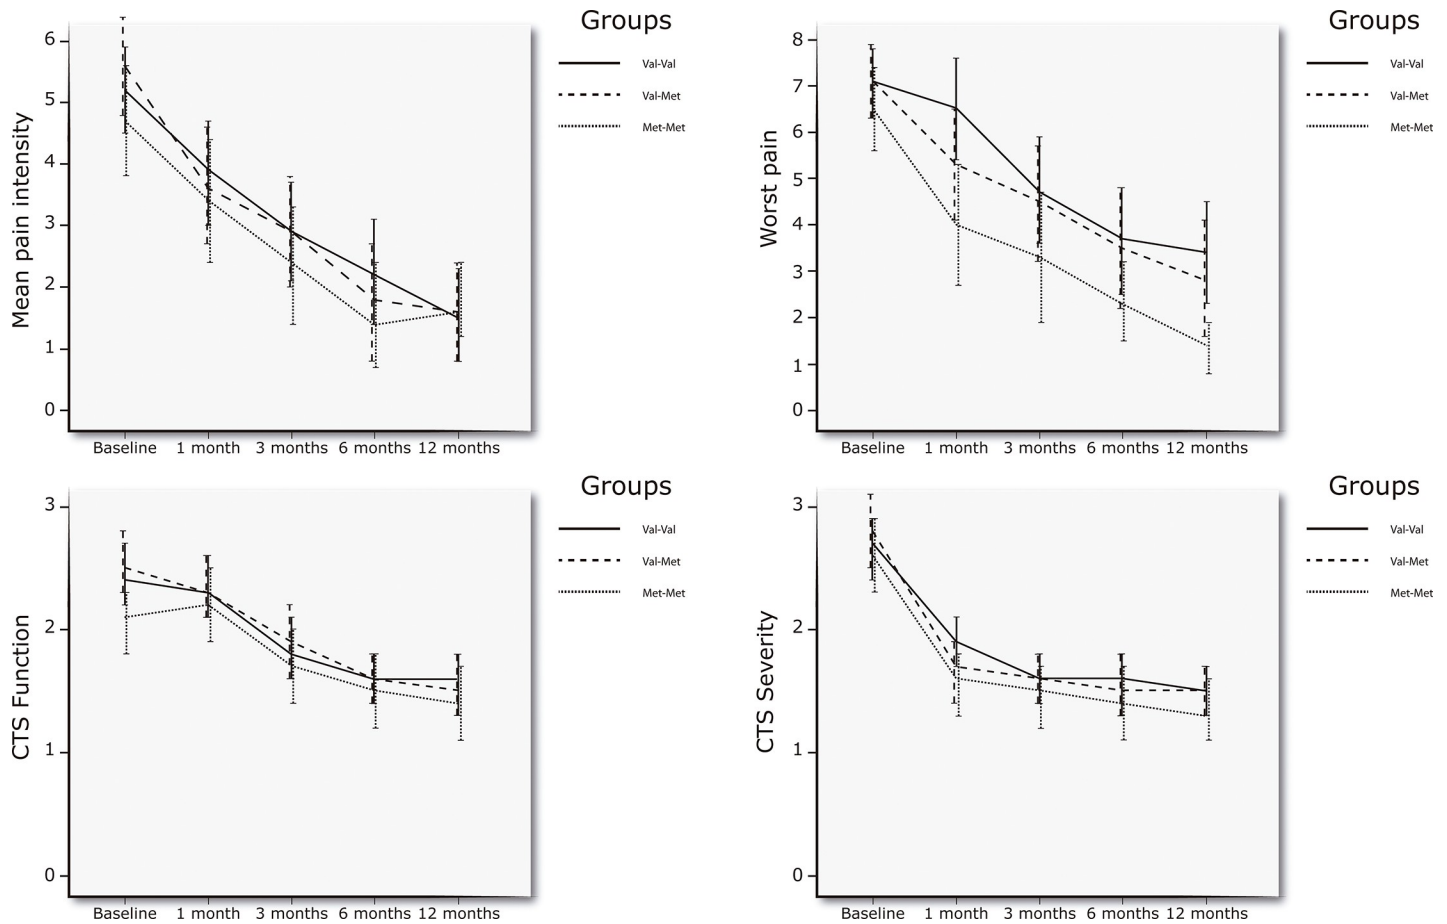 Groups
Val-Val
Val-Met
Met-Met
Mean pain intensity
6
5
4
3
2
1
0
Baseline 1 month 3 months 6 months 12 months
Groups
Val-Val
Val-Met
Met-Met
Worst pain
8
7
6
5
4
3
2
1
0
Baseline 1 month 3 months 6 months 12 months
Groups
Val-Val
Val-Met
Met-Met
CTS Function
3
2
1
0
Baseline 1 month 3 months 6 months 12 months
Groups
Val-Val
Val-Met
Met-Met
CTS Severity
3
2
1
0
Baseline 1 month 3 months 6 months 12 months